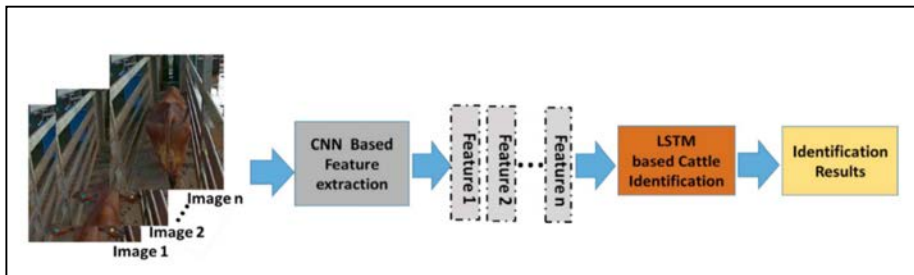 Image 1
Image 2
Image n
CNN Based
Feature
extraction
Feature 1
Feature 2
Feature n
LSTM
based Cattle
Identification
Identification
Results